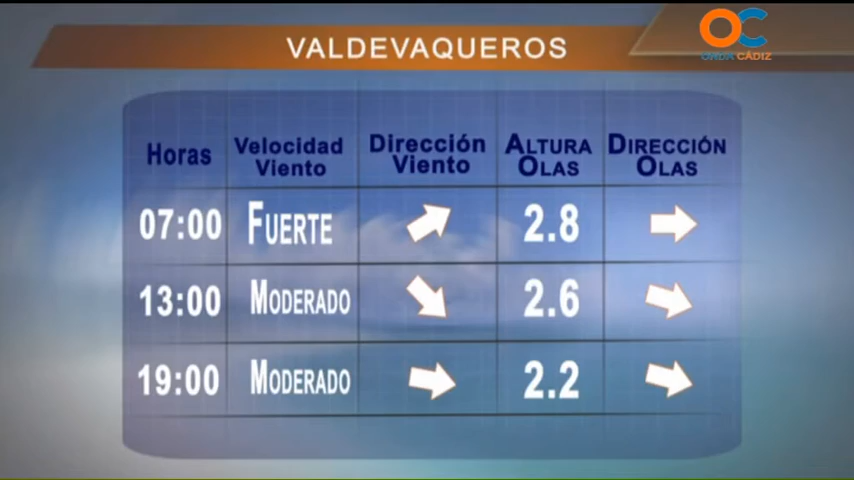 OC
ONDA CÁDIZ
VALDEVAQUEROS
Horas
Velocidad
Viento
Dirección
Viento
ALTURA
OLAS
DIRECCIÓN
OLAS
07:00 FUERTE 2.8
13:00 MODERADO 2.6
19:00 MODERADO 2.2